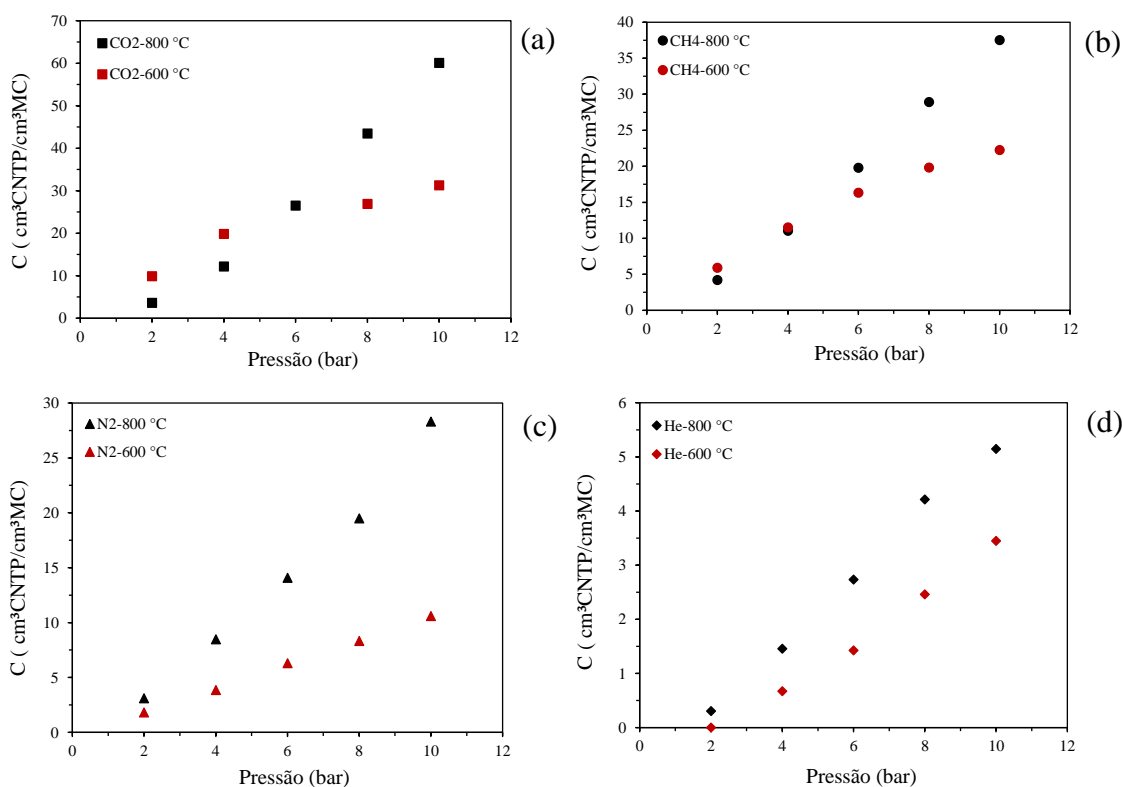 70
60
50
40
30
20
10
0
C ( cm³CNTP/cm³MC)
CO2-800 °C
CO2-600 °C
(a)
0
2
4
6
8
10
12
Pressão (bar)
40
35
30
25
20
15
10
5
0
C ( cm³CNTP/cm³MC)
CH4-800 °C
CH4-600 °C
(b)
0
2
4
6
8
10
12
Pressão (bar)
30
25
20
15
10
5
0
C ( cm³CNTP/cm³MC)
N2-800 °C
N2-600 °C
(c)
0
2
4
6
8
10
12
Pressão (bar)
6
5
4
3
2
1
0
C ( cm³CNTP/cm³MC)
He-800 °C
He-600 °C
(d)
0
2
4
6
8
10
12
Pressão (bar)